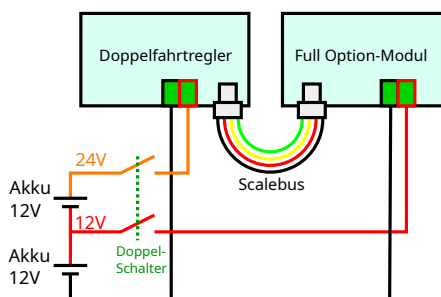 Doppelfahrtregler
Full Option-Modul
24V
Scalebus
Akku
12V
12V
Doppel-
Schalter
Akku
12V